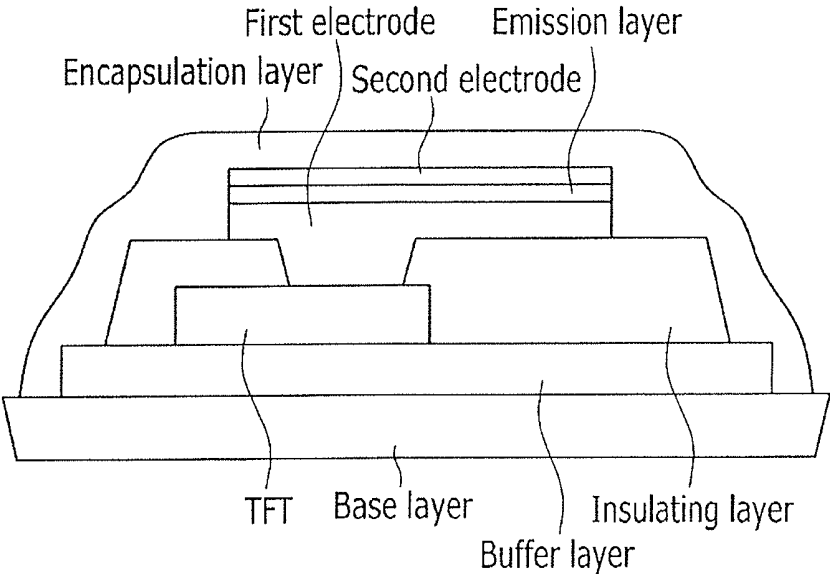 First electrode
Emission layer
Encapsulation layer
Second electrode
TFT
Base layer
Insulating layer
Buffer layer